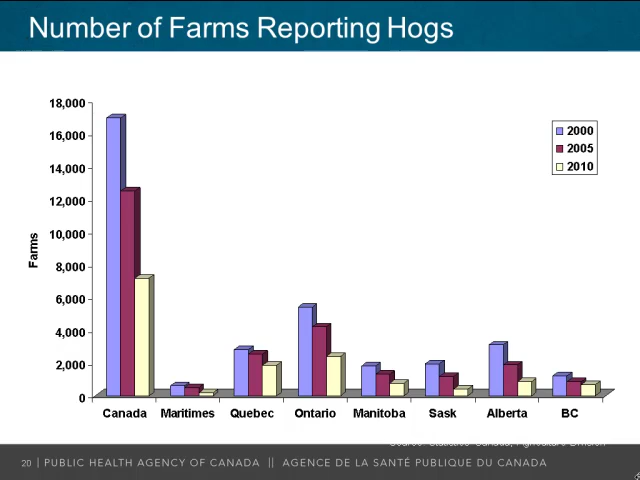 Number of Farms Reporting Hogs
18,000
16,000
14,000
12,000
10,000
8,000
6,000
4,000
2,000
0
Farms
2000
2005
2010
Canada Maritimes Quebec Ontario Manitoba Sask Alberta BC
Source: Statistics Canada, Agriculture Division
20 | PUBLIC HEALTH AGENCY OF CANADA || AGENCE DE LA SANTÉ PUBLIQUE DU CANADA